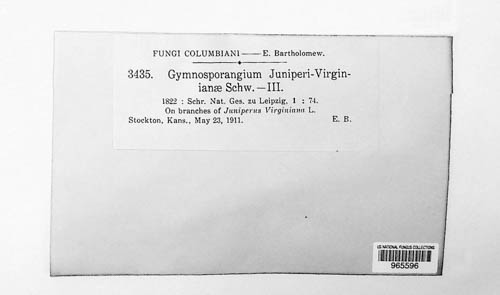 FUNGI COLUMBIANI—E. Bartholomew.
3435. Gymnosporangium Juniperi-Virgin-
ianæ Schw.—III.
1822 : Schr. Nat. Ges. zu Leipzig, 1 : 74.
On branches of Juniperus Virginiana L.
Stockton, Kans., May 23, 1911. E. B.
US NATIONAL FUNGUS COLLECTIONS
965596